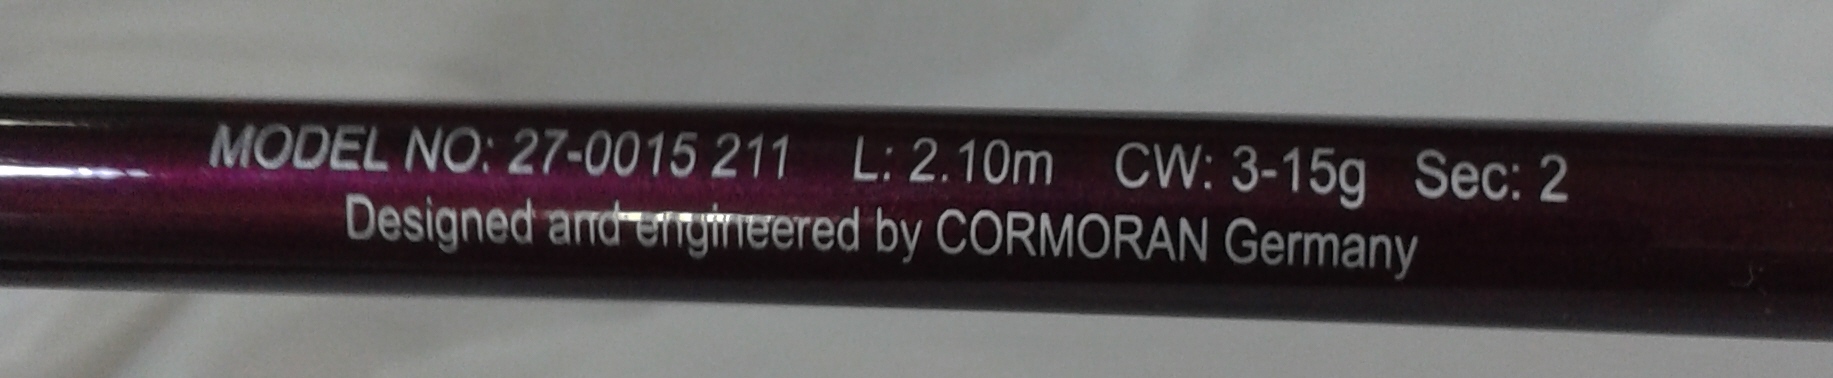 MODEL NO: 27-0015 211 L: 2.10m CW: 3-15g Sec: 2
Designed and engineered by CORMORAN Germany